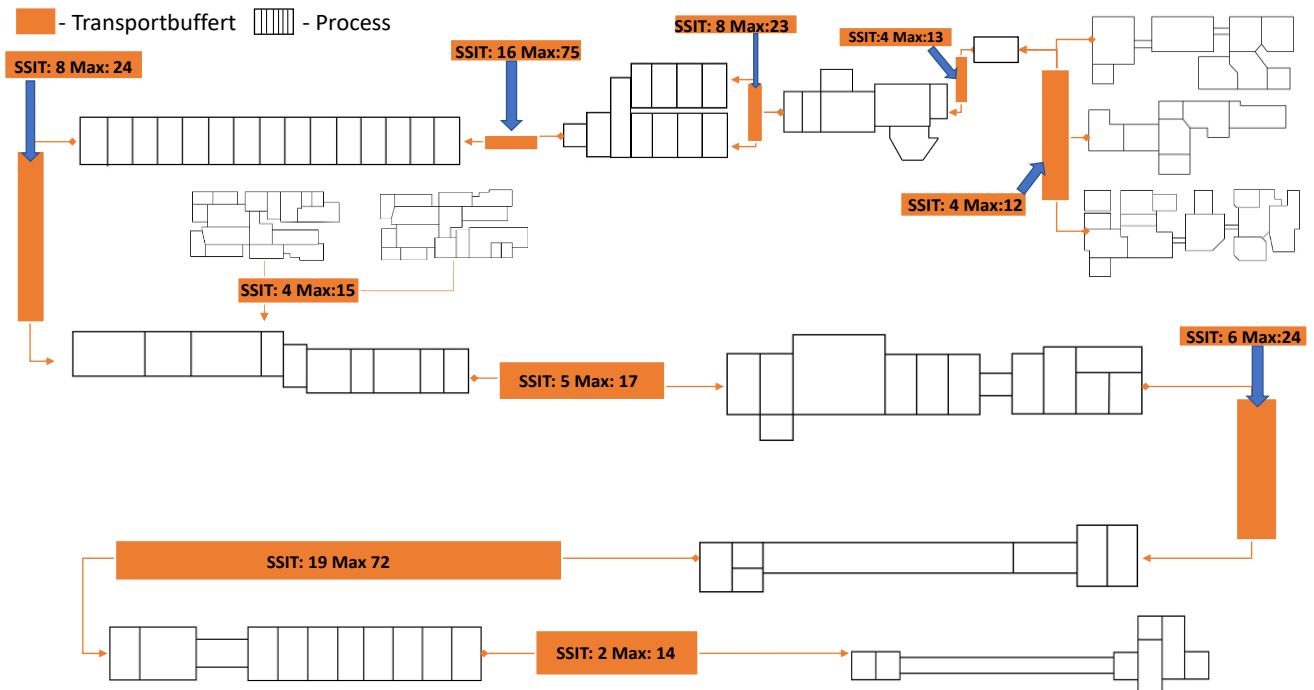 - Transportbuffert
- Process
SSIT: 8 Max: 24
SSIT: 16 Max:75
SSIT: 8 Max:23
SSIT:4 Max:13
SSIT: 4 Max:12
SSIT: 4 Max:15
SSIT: 5 Max: 17
SSIT: 6 Max:24
SSIT: 19 Max 72
SSIT: 2 Max: 14